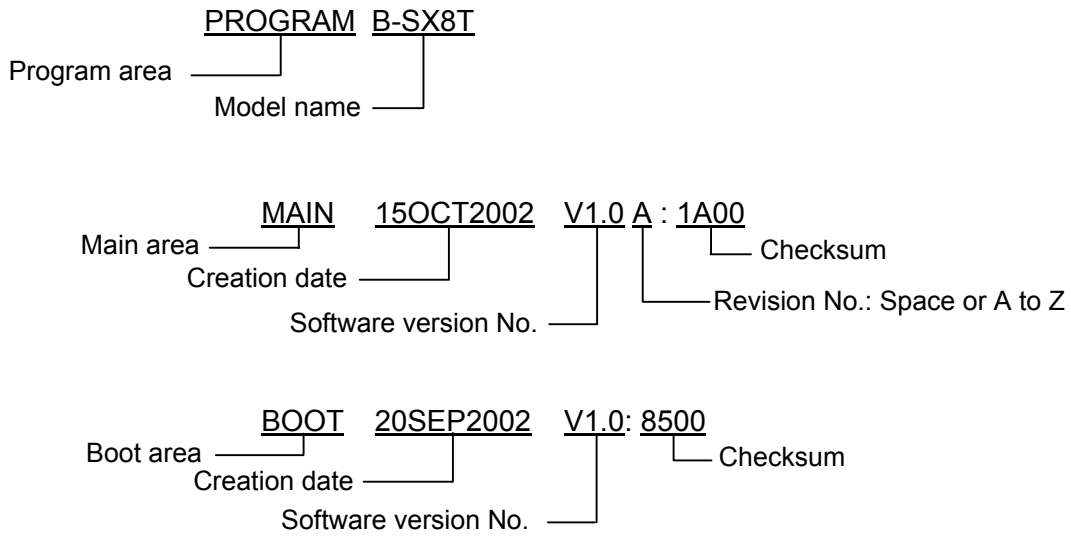 PROGRAM B-SX8T
Program area
Model name
MAIN 15OCT2002 V1.0 A : 1A00
Main area
Checksum
Creation date
Revision No.: Space or A to Z
Software version No.
BOOT 20SEP2002 V1.0: 8500
Boot area
Checksum
Creation date
Software version No.